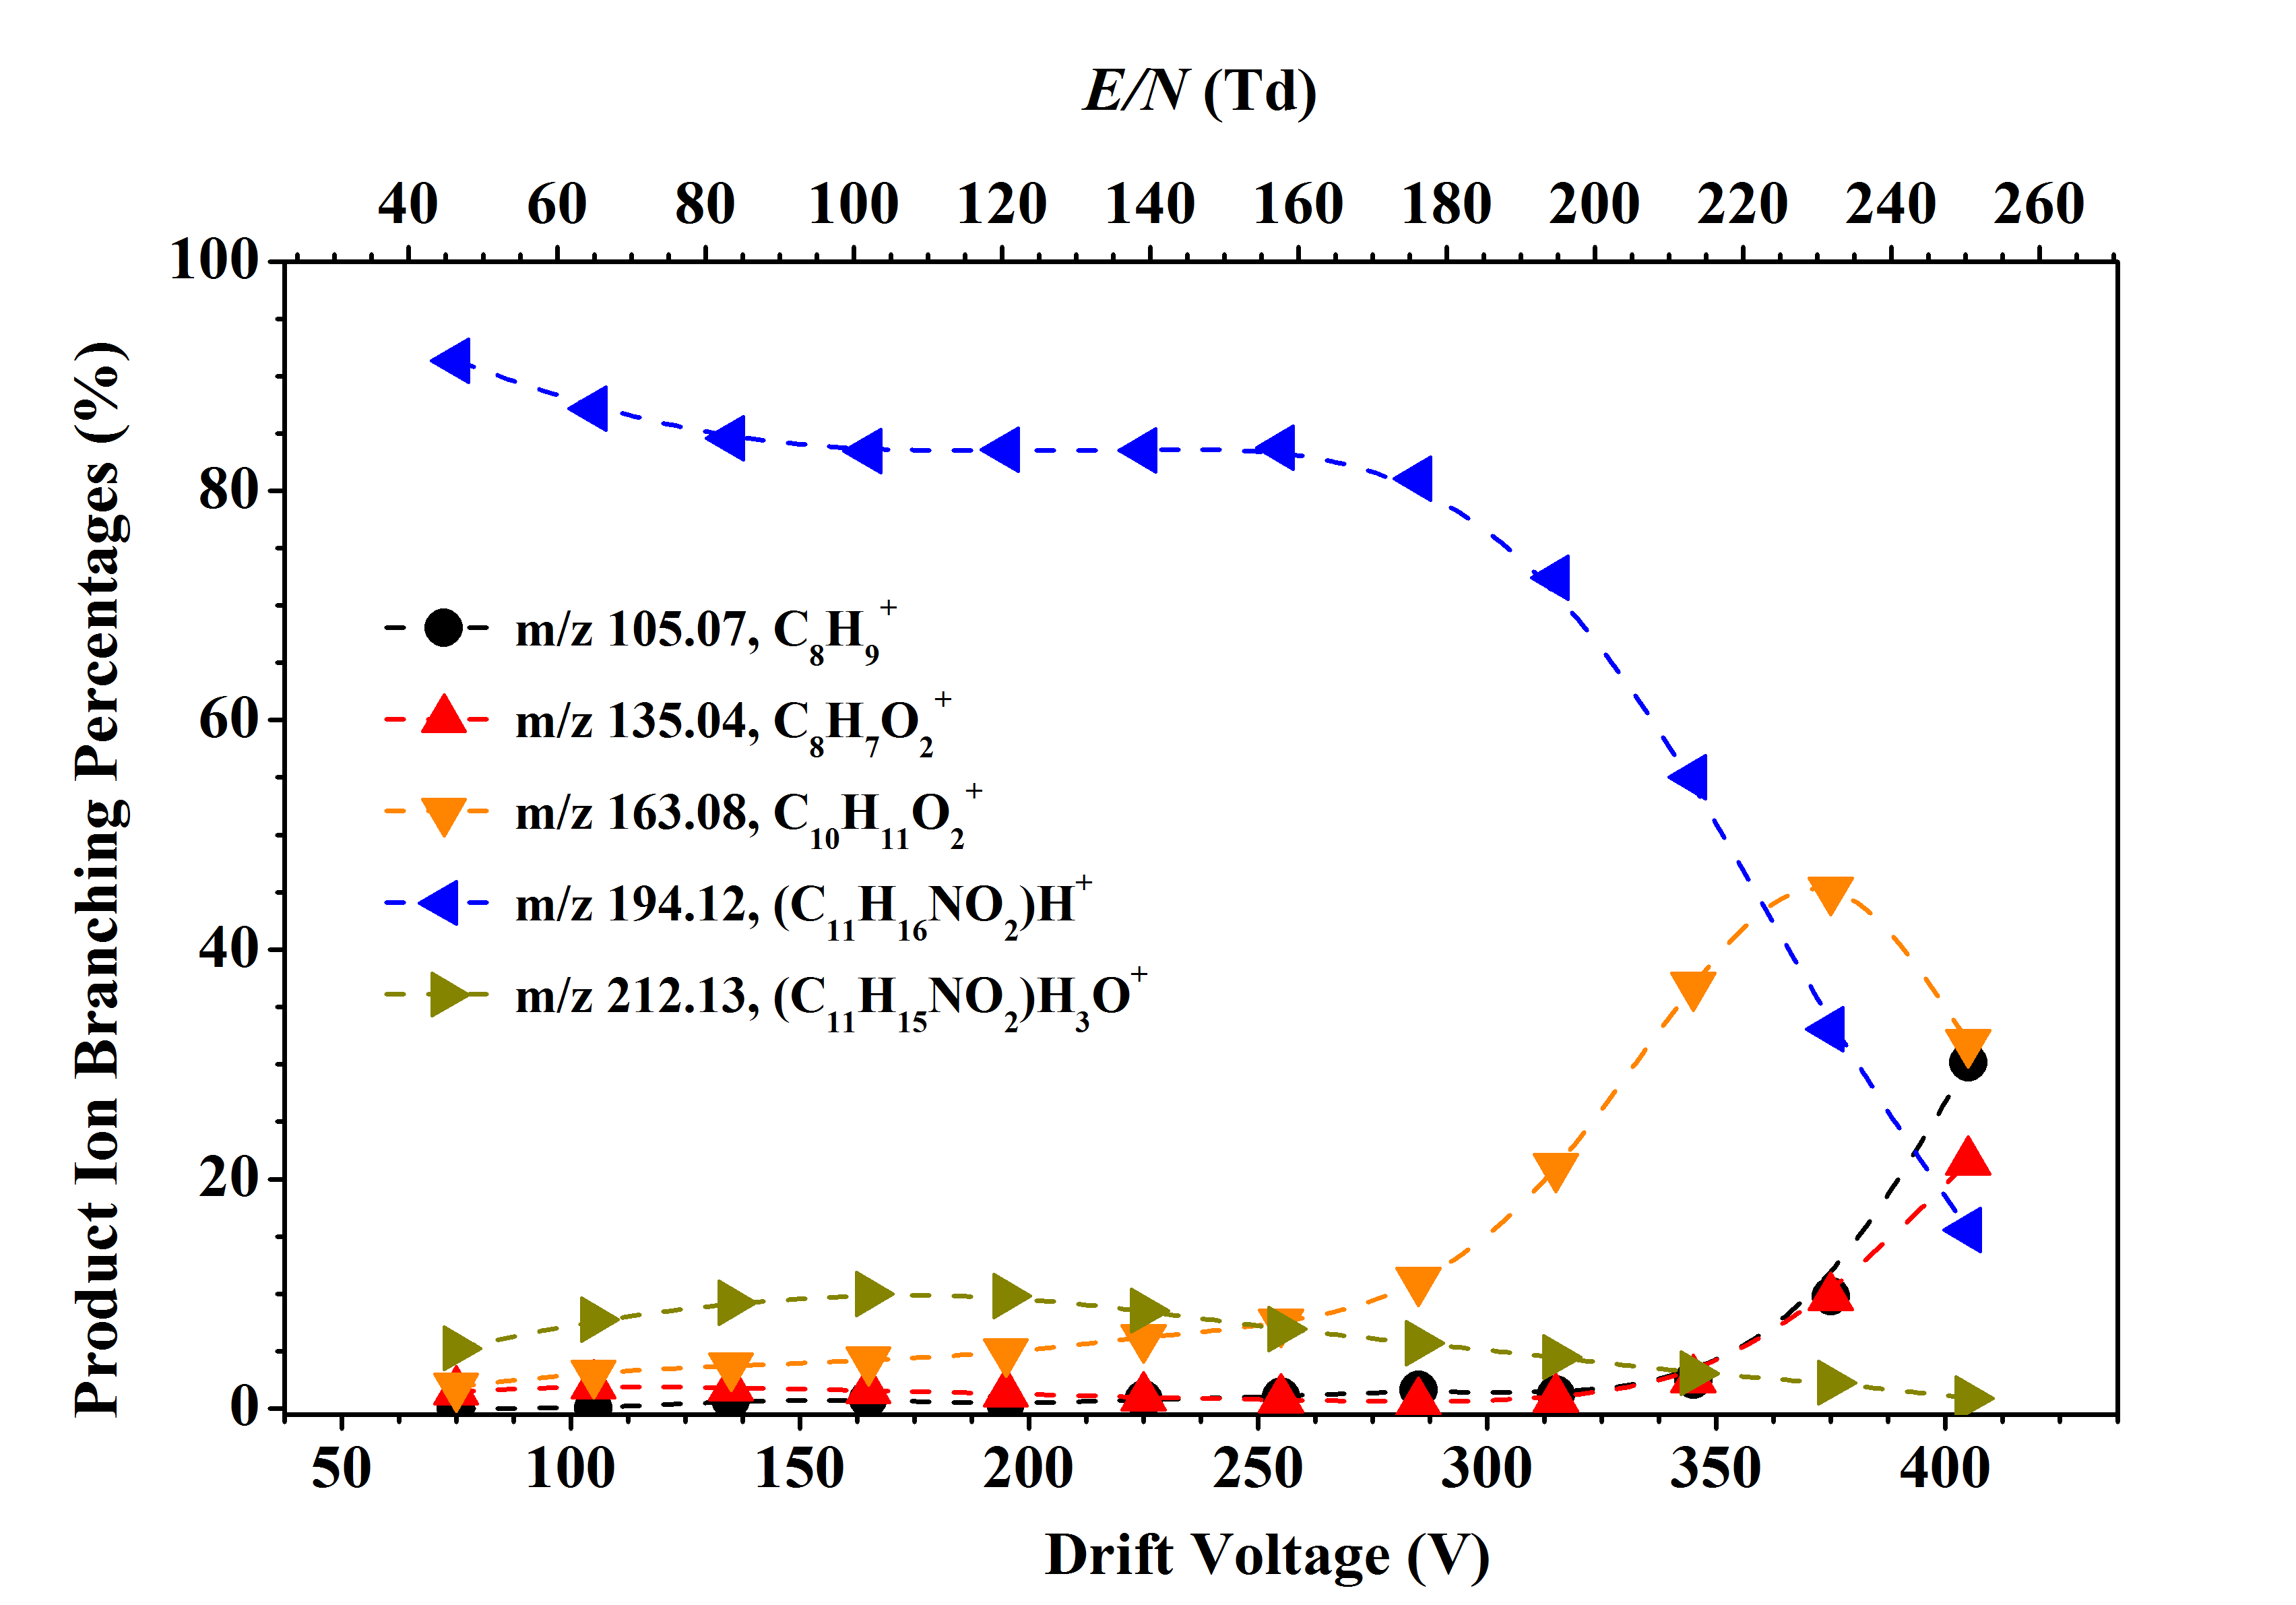 E/N (Td)
40 60 80 100 120 140 160 180 200 220 240 260
Product Ion Branching Percentages (%)
100
80
60
40
20
0
m/z 105.07, C₈H₉⁺
m/z 135.04, C₈H₇O₂⁺
m/z 163.08, C₁₀H₁₁O₂⁺
m/z 194.12, (C₁₁H₁₆NO₂)H⁺
m/z 212.13, (C₁₁H₁₅NO₂)H₃O⁺
50 100 150 200 250 300 350 400
Drift Voltage (V)